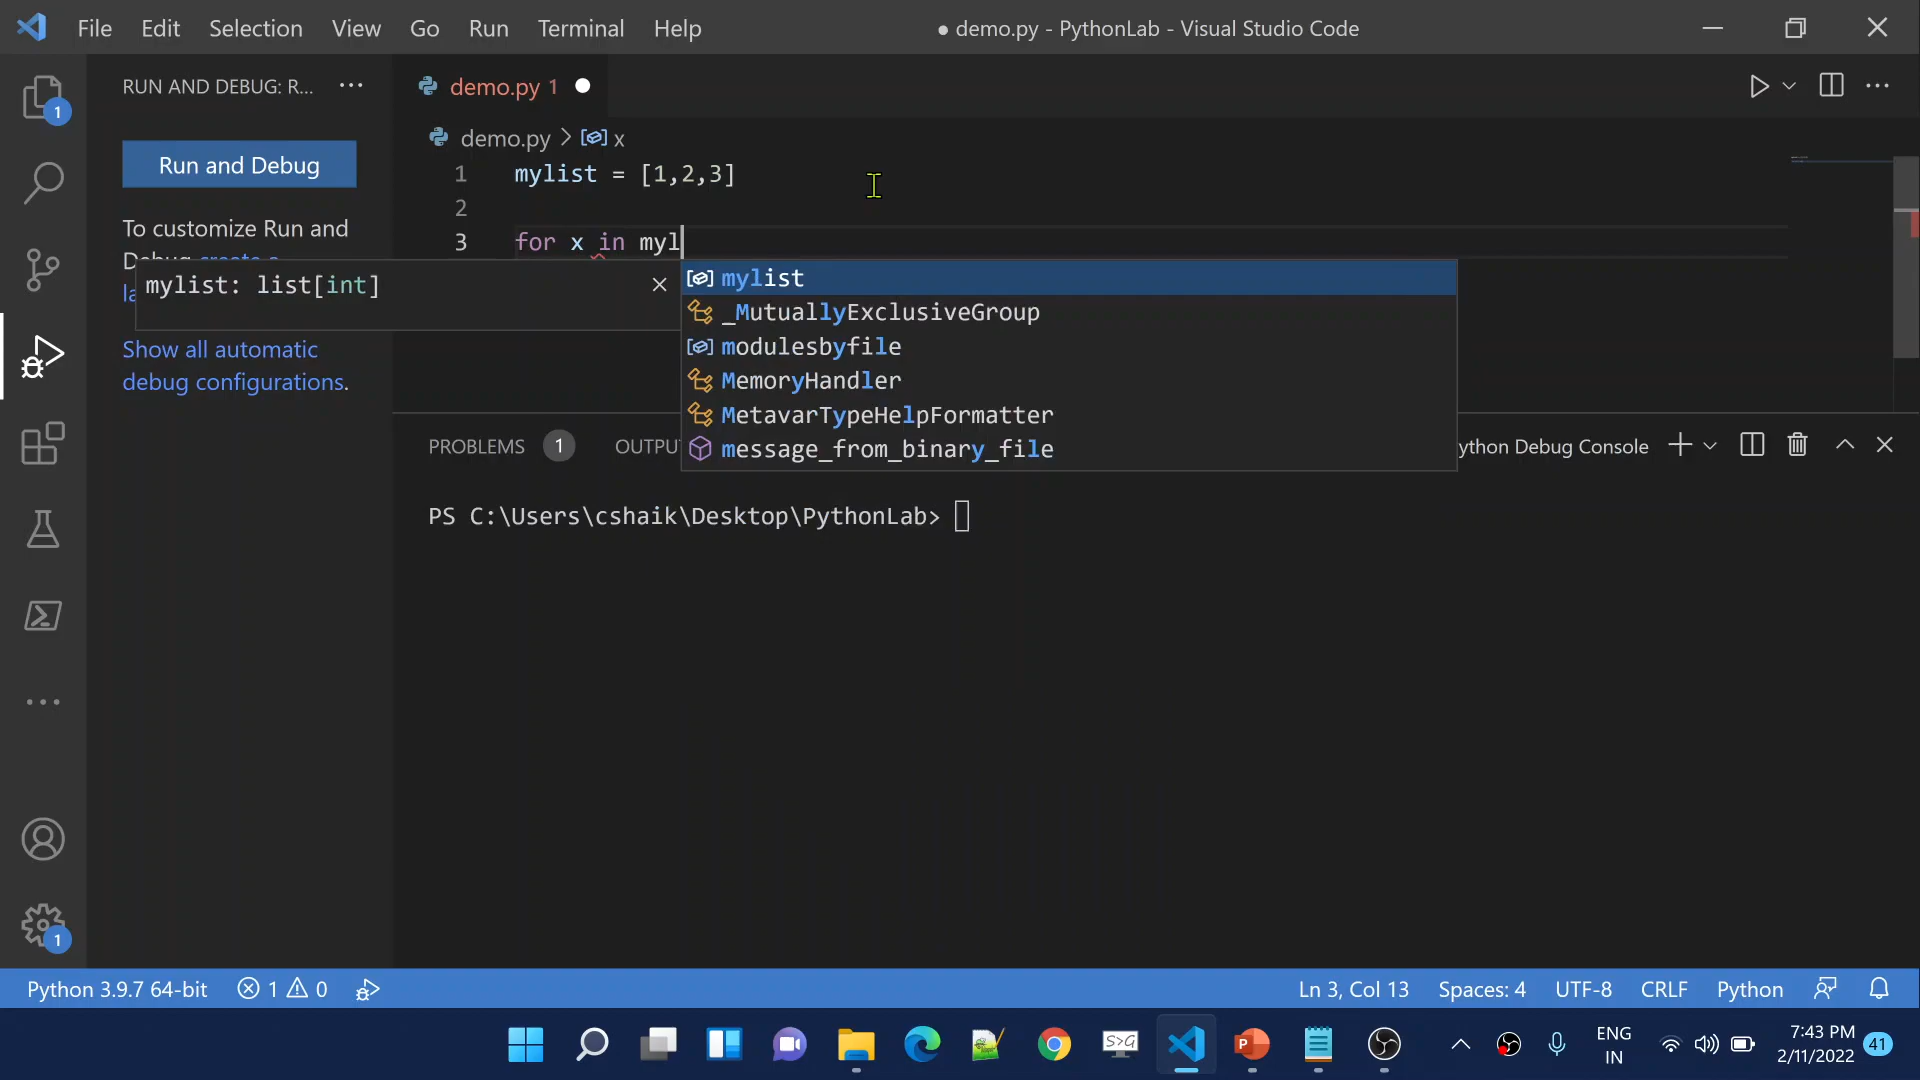 File Edit Selection View Go Run Terminal Help
● demo.py - PythonLab - Visual Studio Code
RUN AND DEBUG: R... ...
demo.py 1
Run and Debug
demo.py > x
1 mylist = [1,2,3]
2
3 for x in myl
To customize Run and
mylist: list[int]
mylist
_MutuallyExclusiveGroup
modulesbyfile
MemoryHandler
MetavarTypeHelpFormatter
message_from_binary_file
Show all automatic
debug configurations.
PROBLEMS 1 OUTPU ython Debug Console
PS C:\Users\cshaik\Desktop\PythonLab>
1
1
Python 3.9.7 64-bit 1 0 Ln 3, Col 13 Spaces: 4 UTF-8 CRLF Python
S>G
ENG
IN
7:43 PM
2/11/2022
41